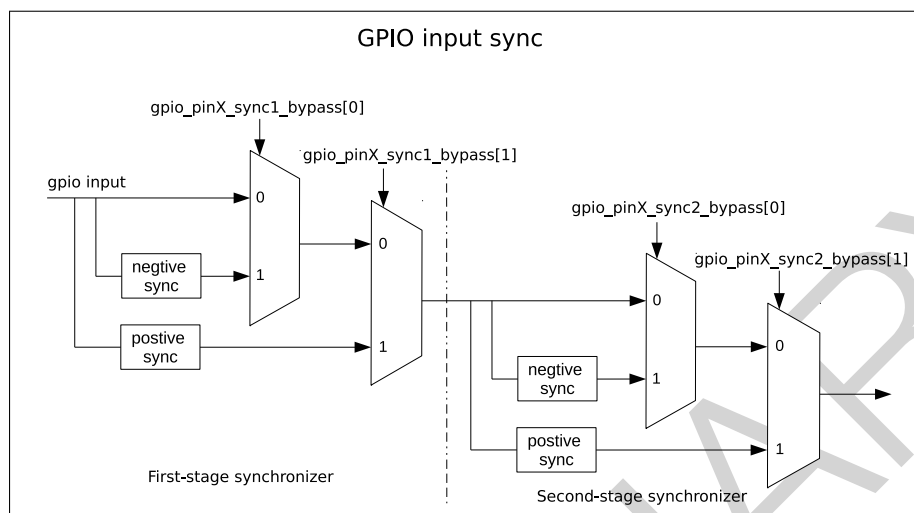 GPIO input sync
gpio_pinX_sync1_bypass[0]
gpio_pinX_sync1_bypass[1]
gpio input
0
negtive
sync
1
0
postive
sync
1
First-stage synchronizer
gpio_pinX_sync2_bypass[0]
gpio_pinX_sync2_bypass[1]
0
negtive
sync
1
0
postive
sync
1
Second-stage synchronizer